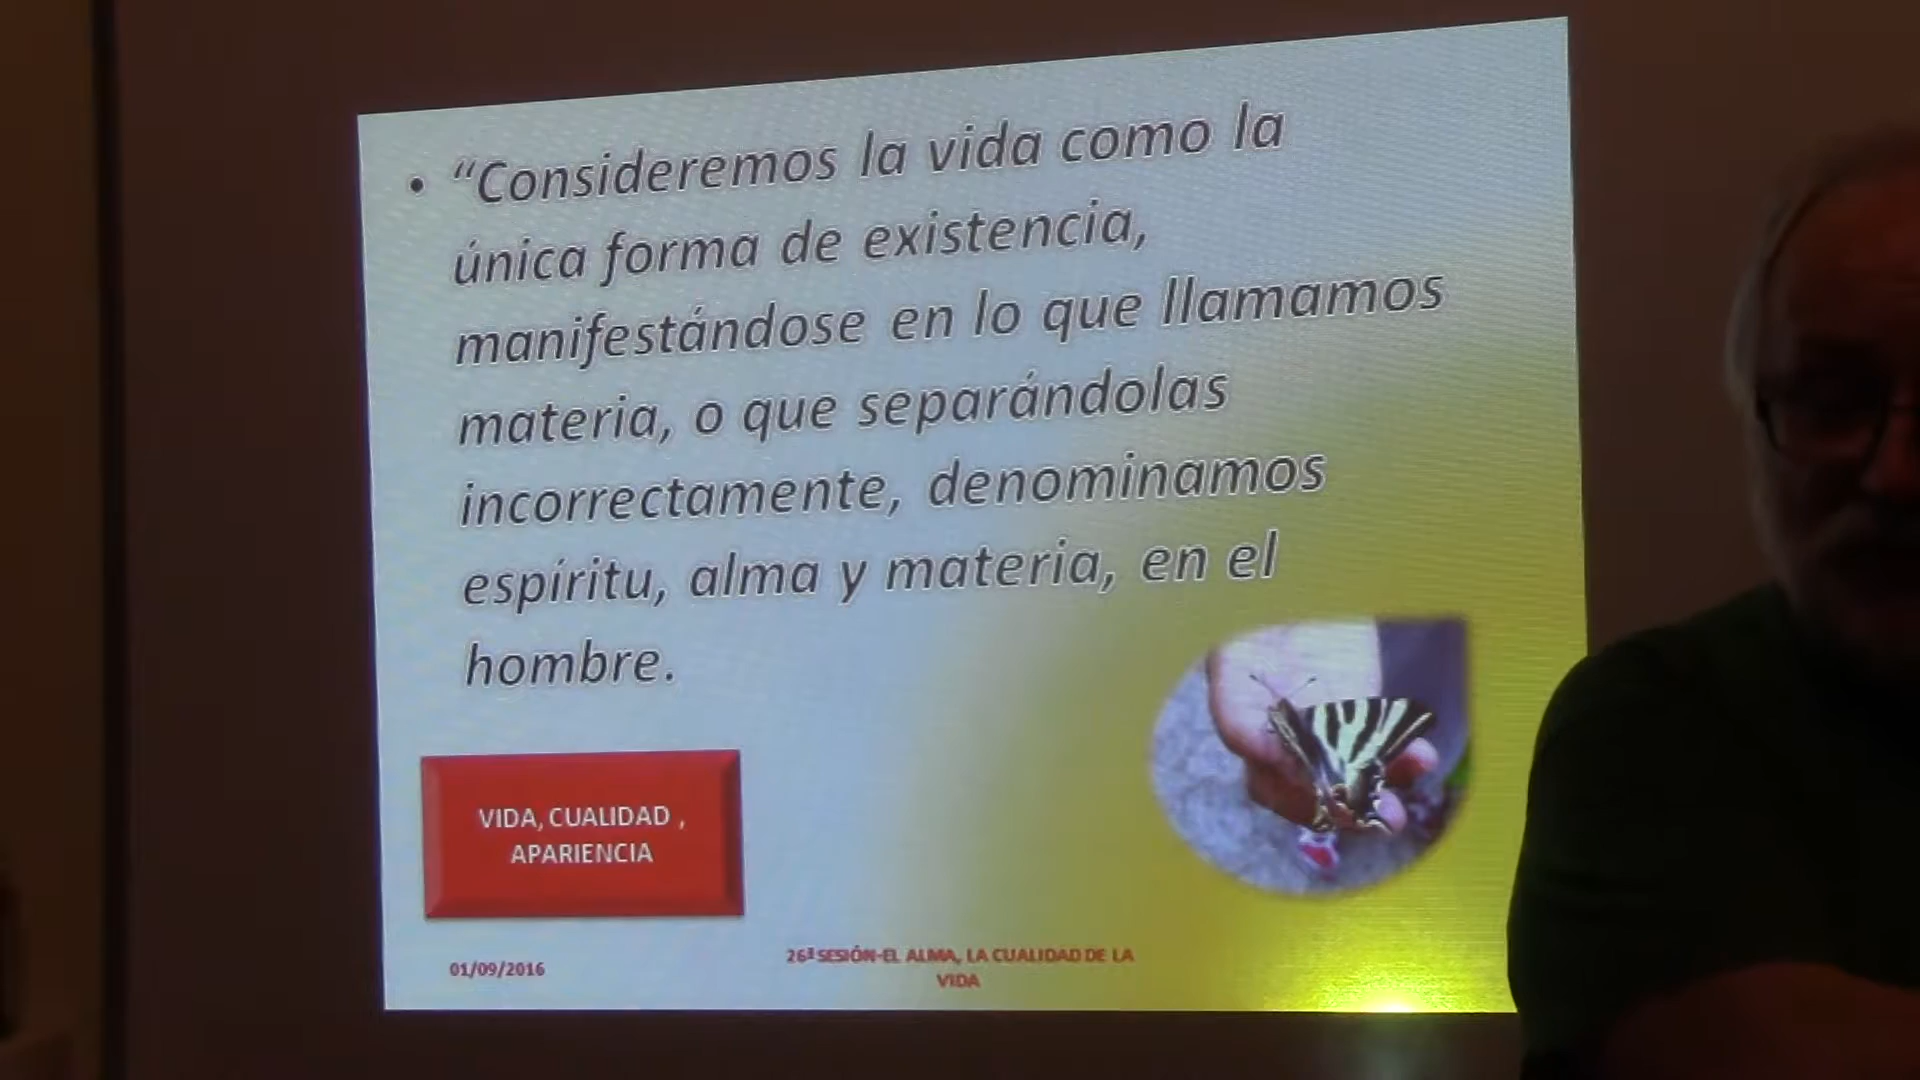 • “Consideremos la vida como la
única forma de existencia,
manifestándose en lo que llamamos
materia, o que separándolas
incorrectamente, denominamos
espíritu, alma y materia, en el
hombre.
VIDA, CUALIDAD ,
APARIENCIA
01/09/2016
26ª SESIÓN-EL ALMA, LA CUALIDAD DE LA
VIDA